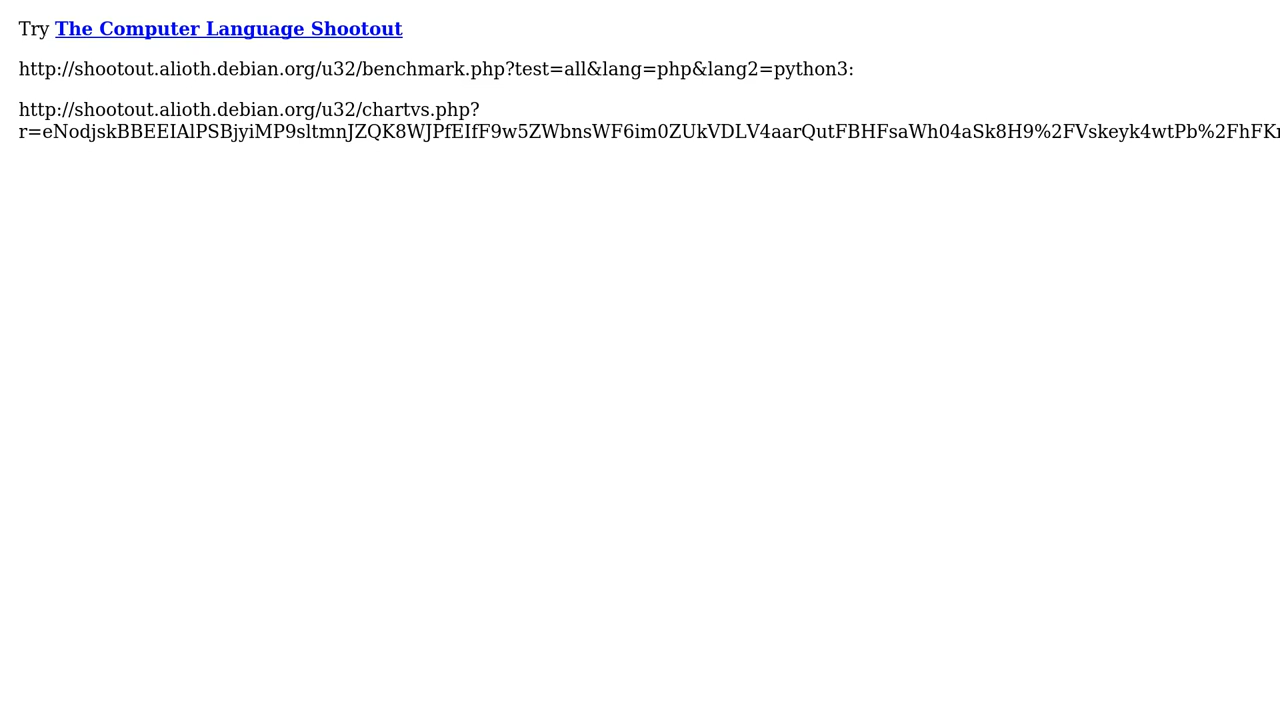 Try The Computer Language Shootout
http://shootout.alioth.debian.org/u32/benchmark.php?test=all&lang=php&lang2=python3:
http://shootout.alioth.debian.org/u32/chartvs.php?
r=eNodjskBBEEIAlPSBjyiMP9sltmnJZQK8WJPfEIfF9w5ZWbnsWF6im0ZUkVDLV4aarQutFBHFsaWh04aSk8H9%2FVskeyk4wtPb%2FhFKr